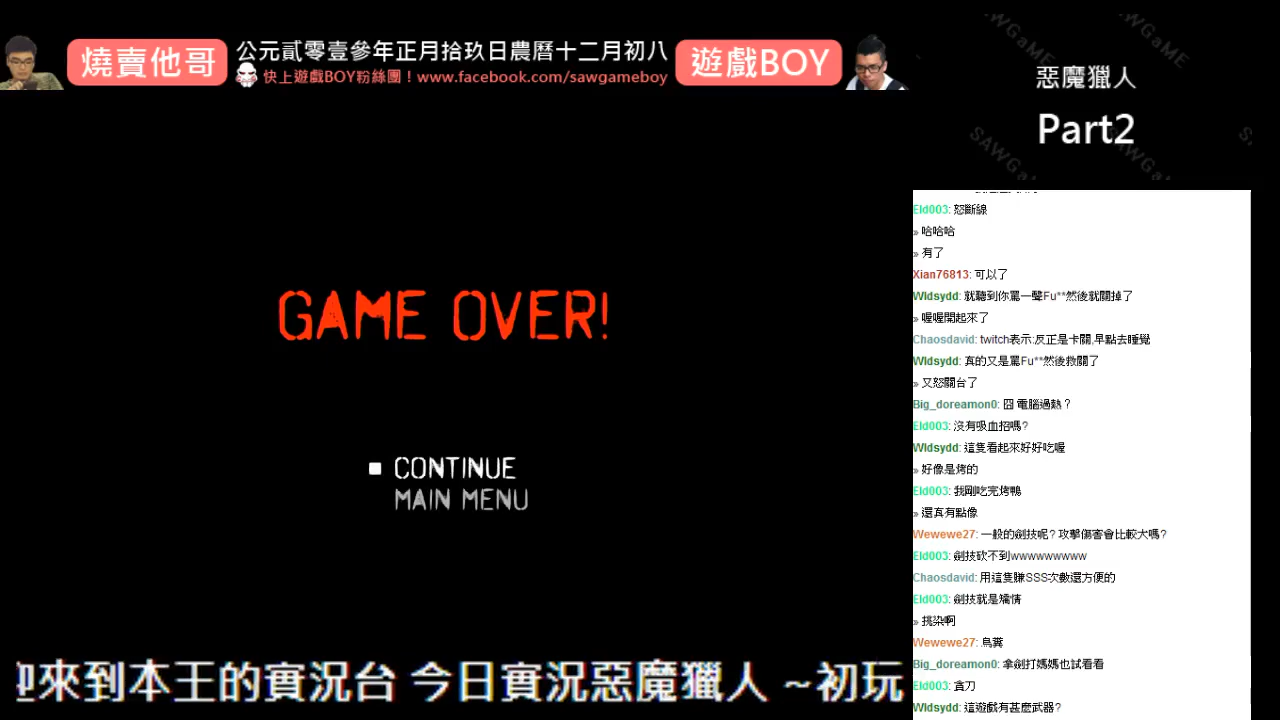 燒賣他哥
公元貳零壹參年正月拾玖日農曆十二月初八
快上遊戲BOY粉絲團！www.facebook.com/sawgameboy
遊戲BOY
惡魔獵人
Part2
SAWGaME
SAWGaME
SAWGaME
SAWGaME
GAME OVER!
CONTINUE
MAIN MENU
Eld003: 怒斷線
» 哈哈哈
» 有了
Xian76813: 可以了
Wldsydd: 就聽到你罵一聲Fu**然後就關掉了
» 喔喔開起來了
Chaosdavid: twitch表示:反正是卡關,早點去睡覺
Wldsydd: 真的又是罵Fu**然後救關了
» 又怒關台了
Big_doreamon0: 囧 電腦過熱？
Eld003: 沒有吸血招嗎?
Wldsydd: 這隻看起來好好吃喔
» 好像是烤的
Eld003: 我剛吃完烤鴨
» 還真有點像
Wewewe27: 一般的劍技呢? 攻擊傷害會比較大嗎?
Eld003: 劍技砍不到wwwwwwwww
Chaosdavid: 用這隻賺SSS次數還方便的
Eld003: 劍技就是矯情
» 挑染啊
Wewewe27: 鳥糞
Big_doreamon0: 拿劍打媽媽也試看看
Eld003: 貪刀
Wldsydd: 這遊戲有甚麼武器?
來到本王的實況台 今日實況惡魔獵人 ~初玩